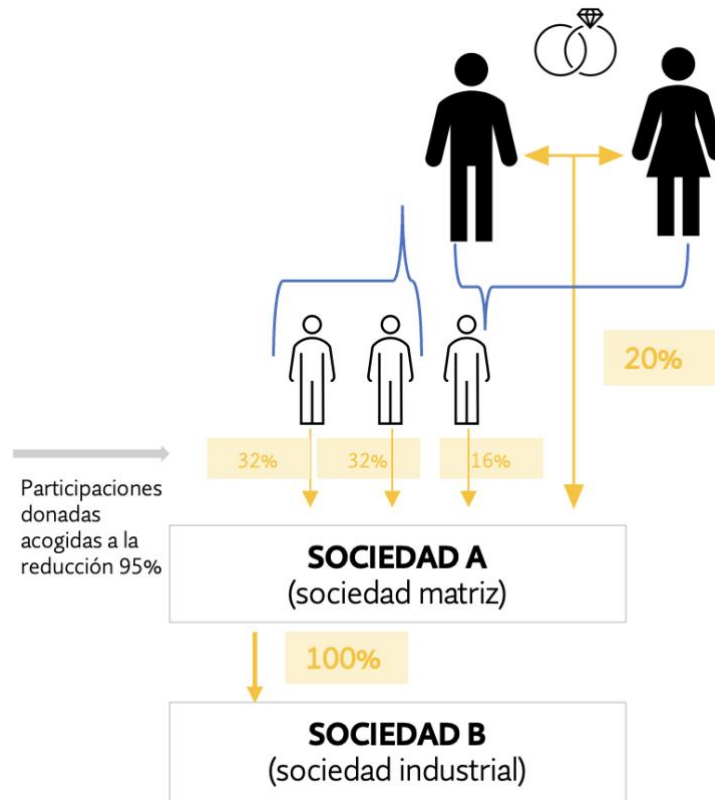 20%
32%
32%
16%
Participaciones
donadas
acogidas a la
reducción 95%
SOCIEDAD A
(sociedad matriz)
100%
SOCIEDAD B
(sociedad industrial)